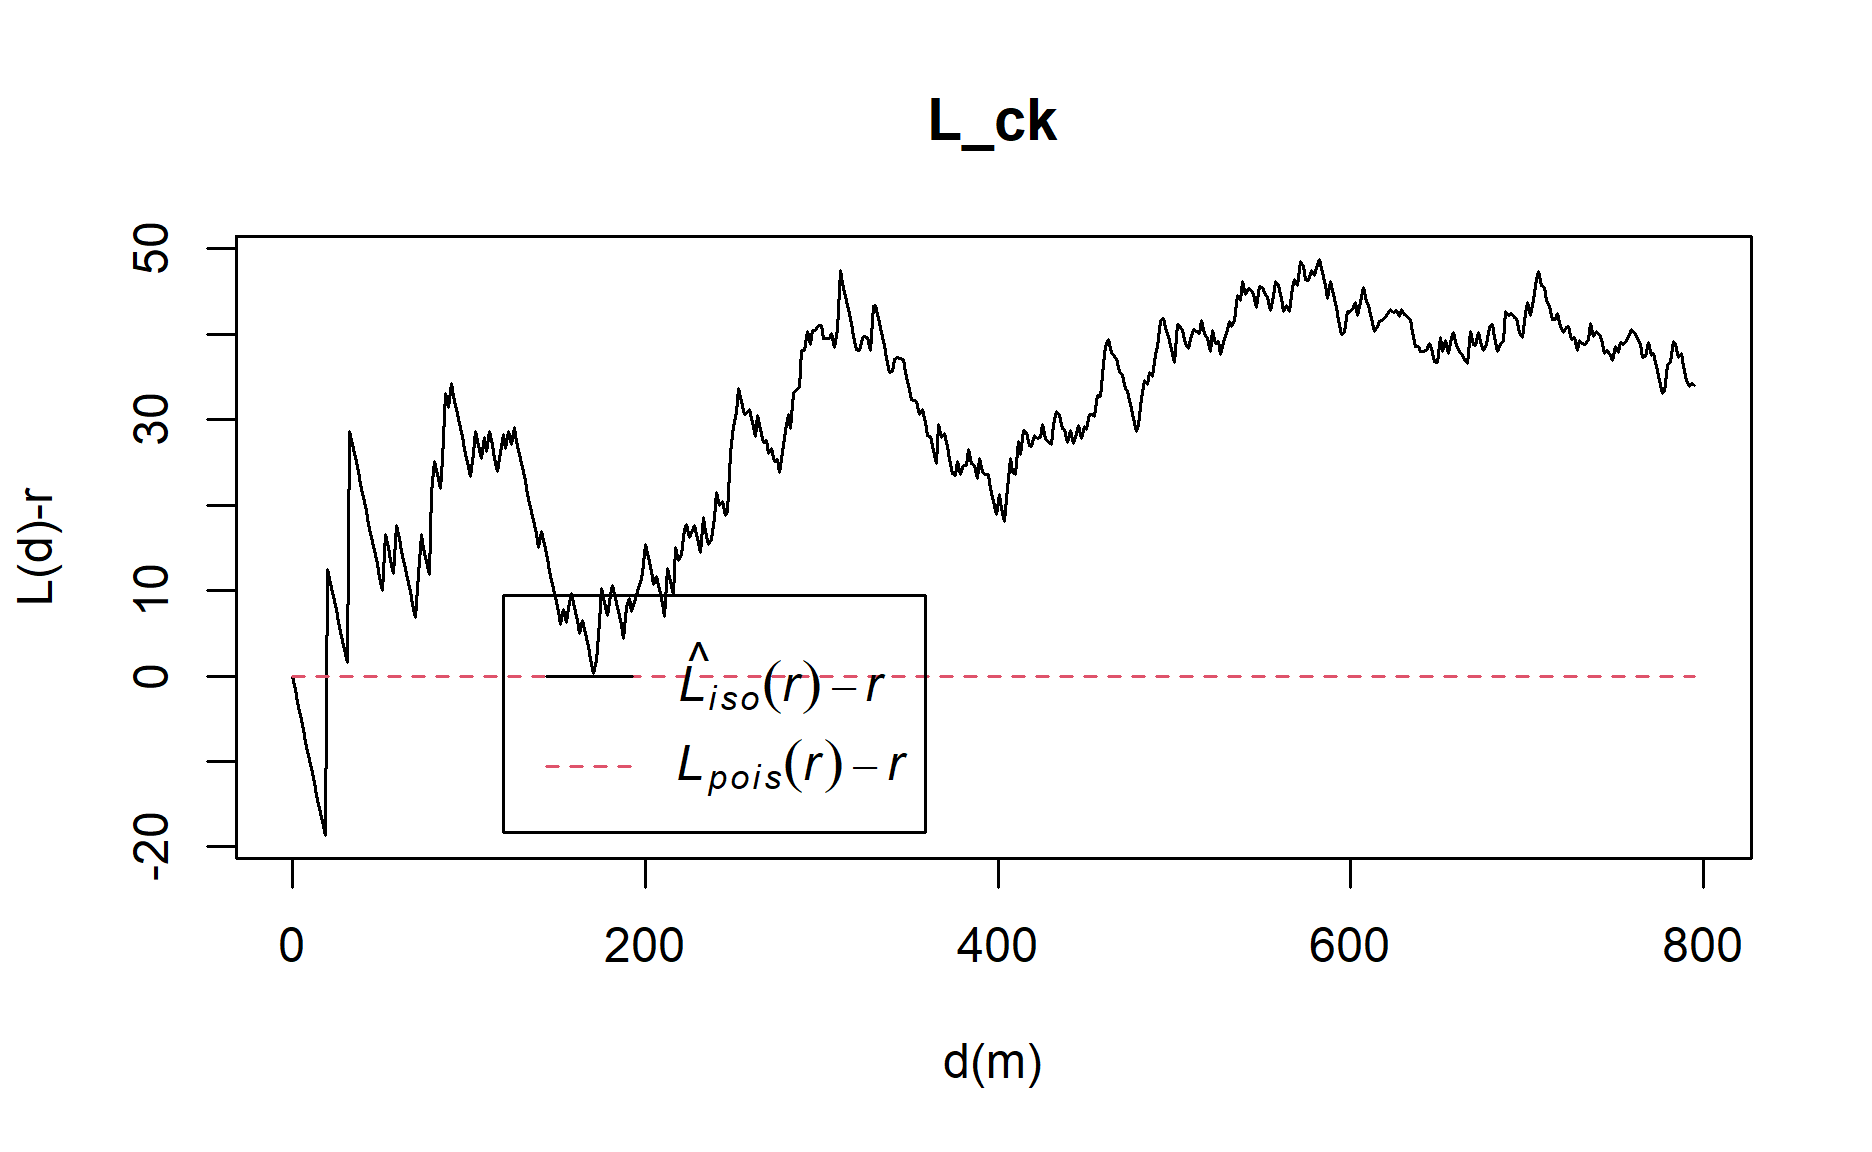 L_ck
L(d)-r
50
30
10
0
-20
L̂iso(r) – r
Lpois(r) – r
0 200 400 600 800
d(m)